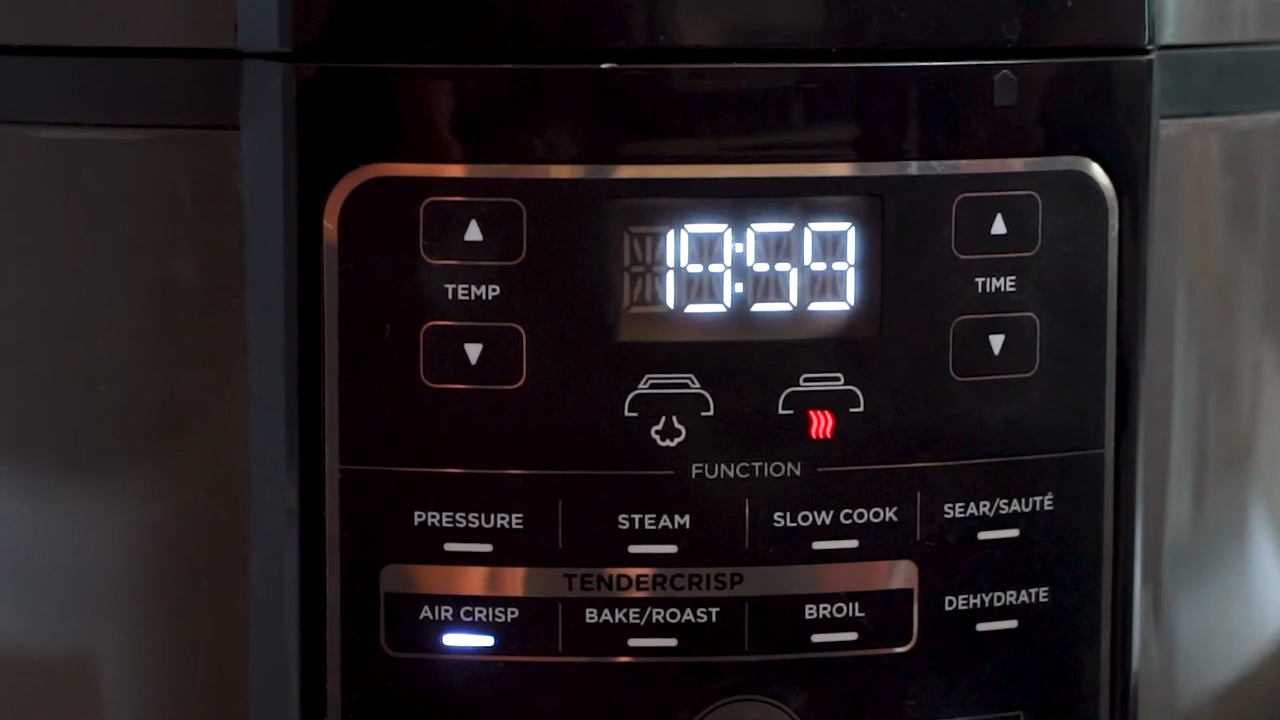 19:59
TEMP
TIME
FUNCTION
PRESSURE STEAM SLOW COOK SEAR/SAUTÉ
TENDERCRISP
AIR CRISP BAKE/ROAST BROIL DEHYDRATE